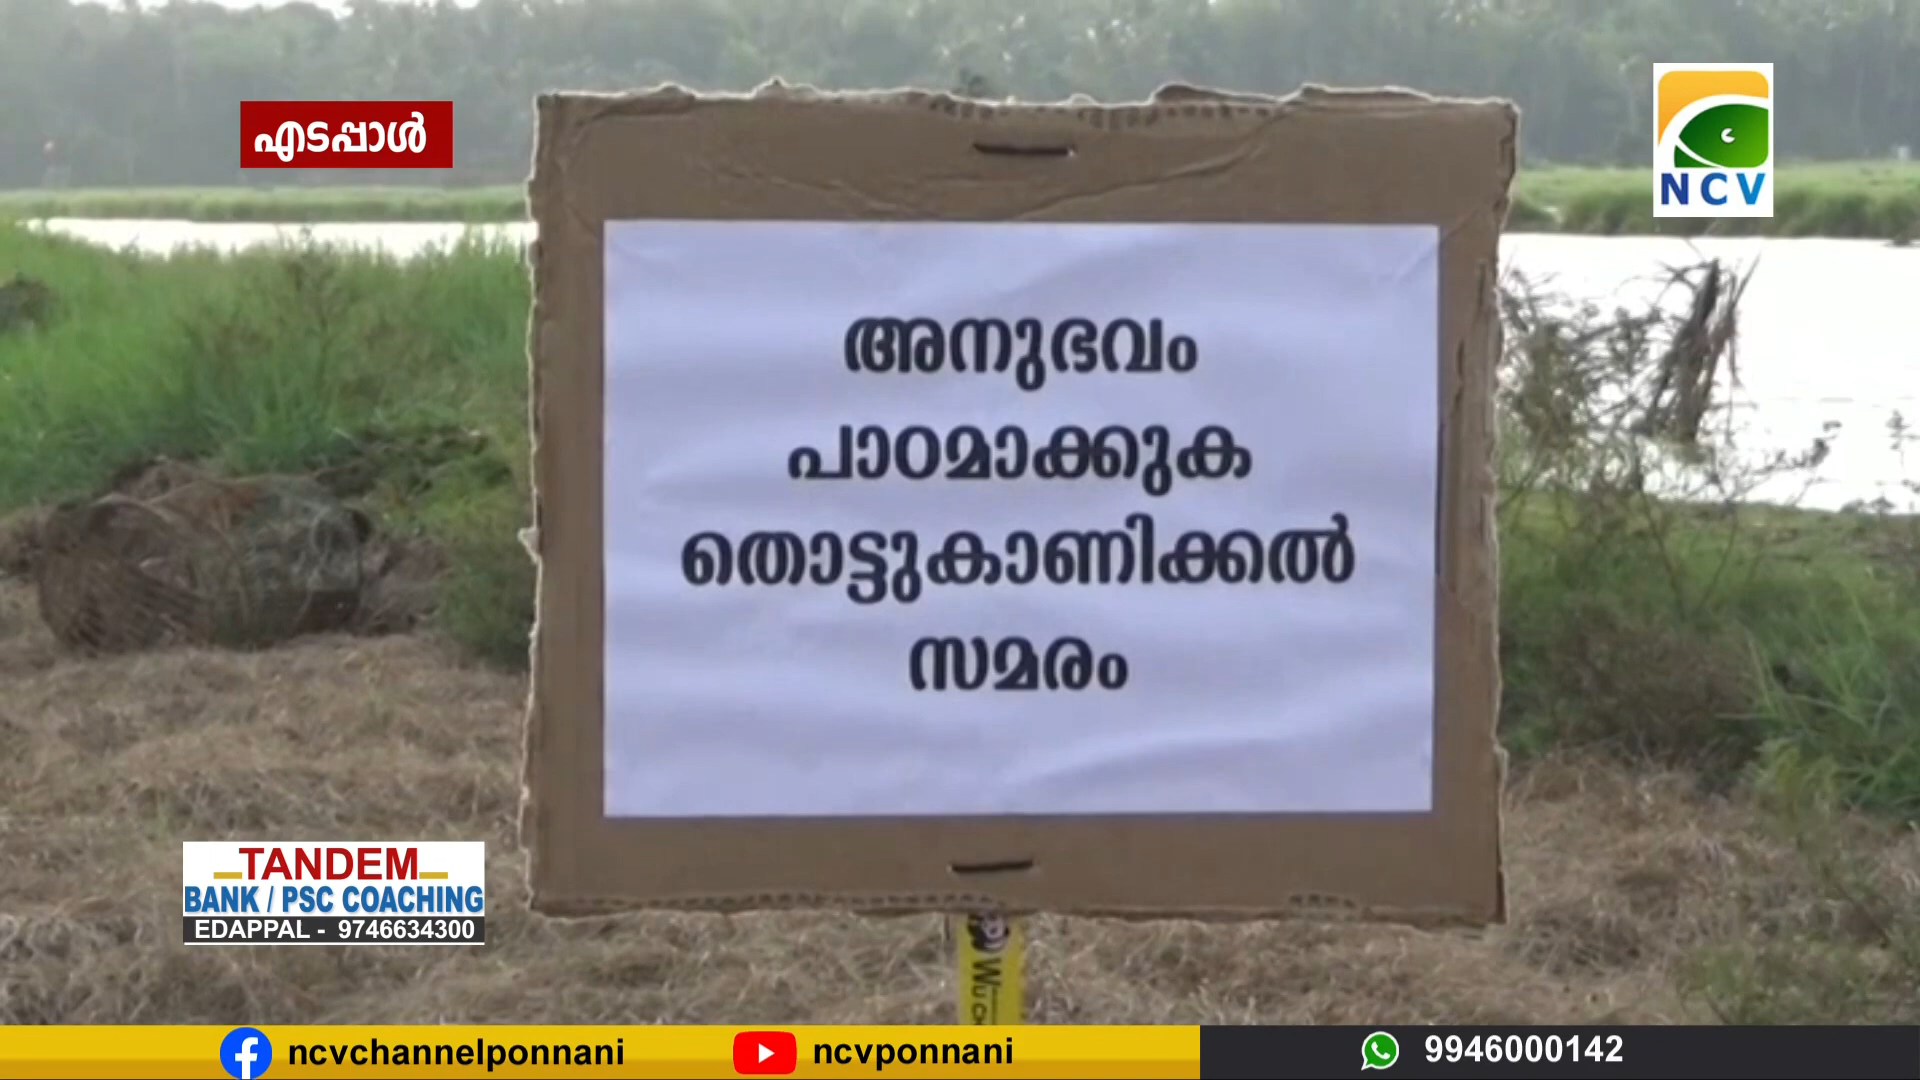 എടപ്പാൾ
NCV
അനുഭവം
പാഠമാക്കുക
തൊട്ടുകാണിക്കൽ
സമരം
TANDEM
BANK / PSC COACHING
EDAPPAL - 9746634300
ncvchannelponnani
ncvponnani
9946000142